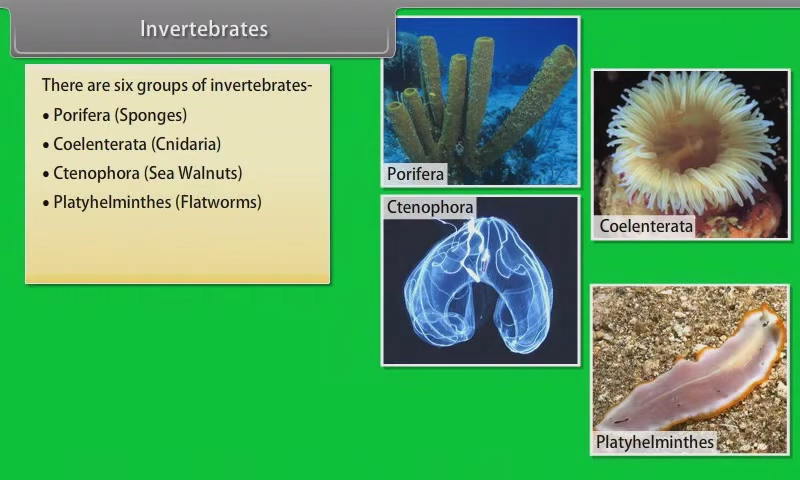 Invertebrates
There are six groups of invertebrates-
• Porifera (Sponges)
• Coelenterata (Cnidaria)
• Ctenophora (Sea Walnuts)
• Platyhelminthes (Flatworms)
Porifera
Coelenterata
Ctenophora
Platyhelminthes